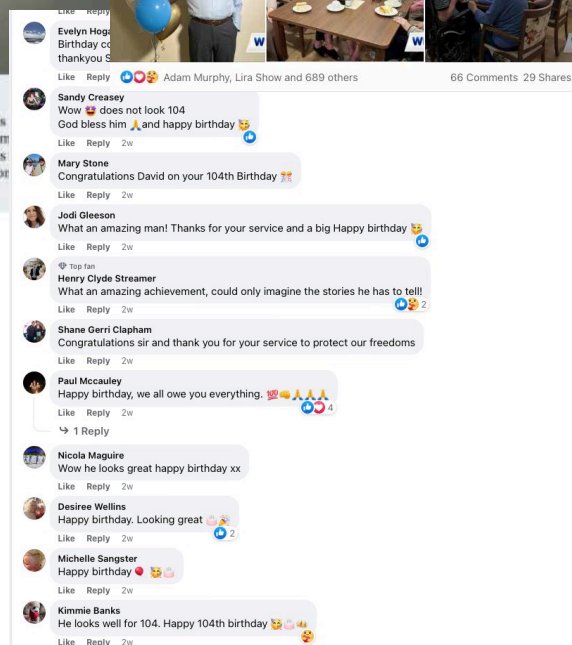 Like Reply
Evelyn Hoga
Birthday
thankyou S
W
W
Like Reply
Adam Murphy, Lira Show and 689 others
66 Comments 29 Shares
Sandy Creasey
Wow 🤩 does not look 104
God bless him 🙏and happy birthday 🥳
Like Reply 2w
Mary Stone
Congratulations David on your 104th Birthday 🎊
Like Reply 2w
Jodi Gleeson
What an amazing man! Thanks for your service and a big Happy birthday 🥳
Like Reply 2w
Top fan
Henry Clyde Streamer
What an amazing achievement, could only imagine the stories he has to tell!
2
Like Reply 2w
Shane Gerri Clapham
Congratulations sir and thank you for your service to protect our freedoms
Like Reply 2w
Paul Mccauley
Happy birthday, we all owe you everything. 💯👊🙏🙏🙏
4
Like Reply 2w
1 Reply
Nicola Maguire
Wow he looks great happy birthday xx
Like Reply 2w
Desiree Wellins
Happy birthday. Looking great 🎂🎉
2
Like Reply 2w
Michelle Sangster
Happy birthday 🎈 🥳🎂
Like Reply 2w
Kimmie Banks
He looks well for 104. Happy 104th birthday 🥳🎂
Like Reply 2w